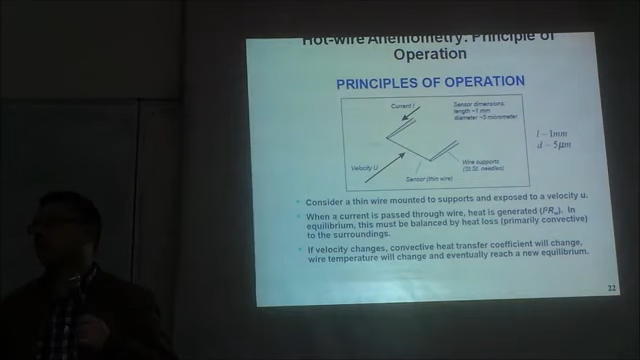 Hot-wire Anemometry: Principle of
Operation
PRINCIPLES OF OPERATION
Current I
Sensor dimensions:
length ~1 mm
diameter ~5 micrometer
l ~ 1mm
d ~ 5μm
Velocity U
Wire supports
(St.St. needles)
Sensor (thin wire)
• Consider a thin wire mounted to supports and exposed to a velocity u.
• When a current is passed through wire, heat is generated (I²Rw). In
equilibrium, this must be balanced by heat loss (primarily convective)
to the surroundings.
• If velocity changes, convective heat transfer coefficient will change,
wire temperature will change and eventually reach a new equilibrium.
22